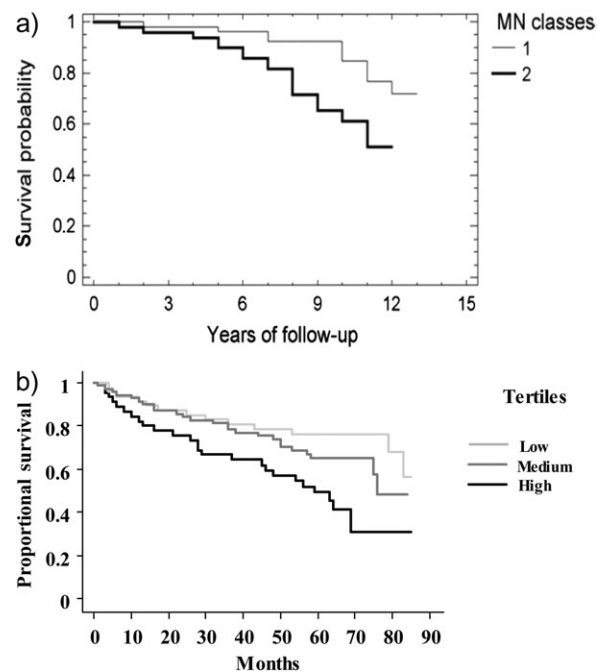 a)
MN classes
1
2
Survival probability
1
0.8
0.6
0.4
0.2
0
0 3 6 9 12 15
Years of follow-up
b)
Tertiles
Low
Medium
High
Proportional survival
1
0.8
0.6
0.4
0.2
0
0 10 20 30 40 50 60 70 80 90
Months